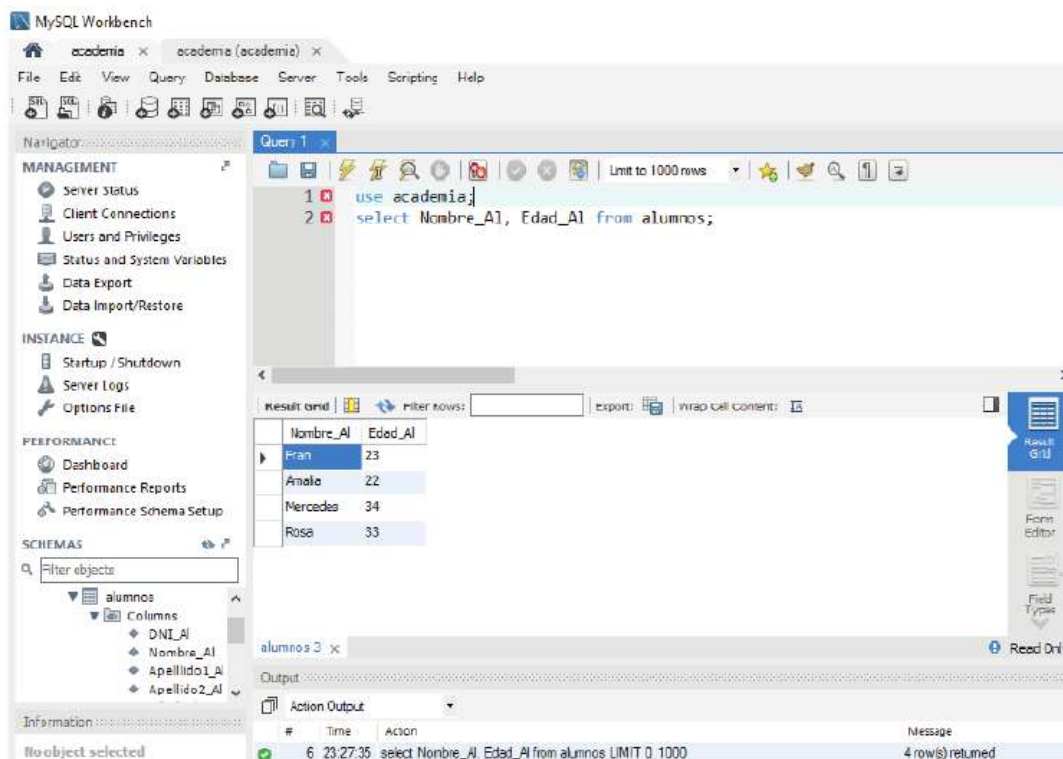 MySQL Workbench
academia × academia (academia) ×
File Edit View Query Database Server Tools Scripting Help
Navigator
MANAGEMENT
Server Status
Client Connections
Users and Privileges
Status and System Variables
Data Export
Data Import/Restore
INSTANCE
Startup / Shutdown
Server Logs
Options File
PERFORMANCE
Dashboard
Performance Reports
Performance Schema Setup
SCHEMAS
Filter objects
alumnos
Columns
DNI_Al
Nombre_Al
Apelllido1_Al
Apellido2_Al
Information
No object selected
Query 1 ×
Limit to 1000 rows
1 use academia;
2 select Nombre_Al, Edad_Al from alumnos;
Result Grid Filter Rows: Export: Wrap Cell Content:
Nombre_Al Edad_Al
Fran 23
Amalia 22
Mercedes 34
Rosa 33
Result Grid
Form Editor
Field Types
alumnos 3 × Read Onl
Output
Action Output
# Time Action Message
6 23:27:35 select Nombre_Al, Edad_Al from alumnos LIMIT 0, 1000 4 row(s) returned